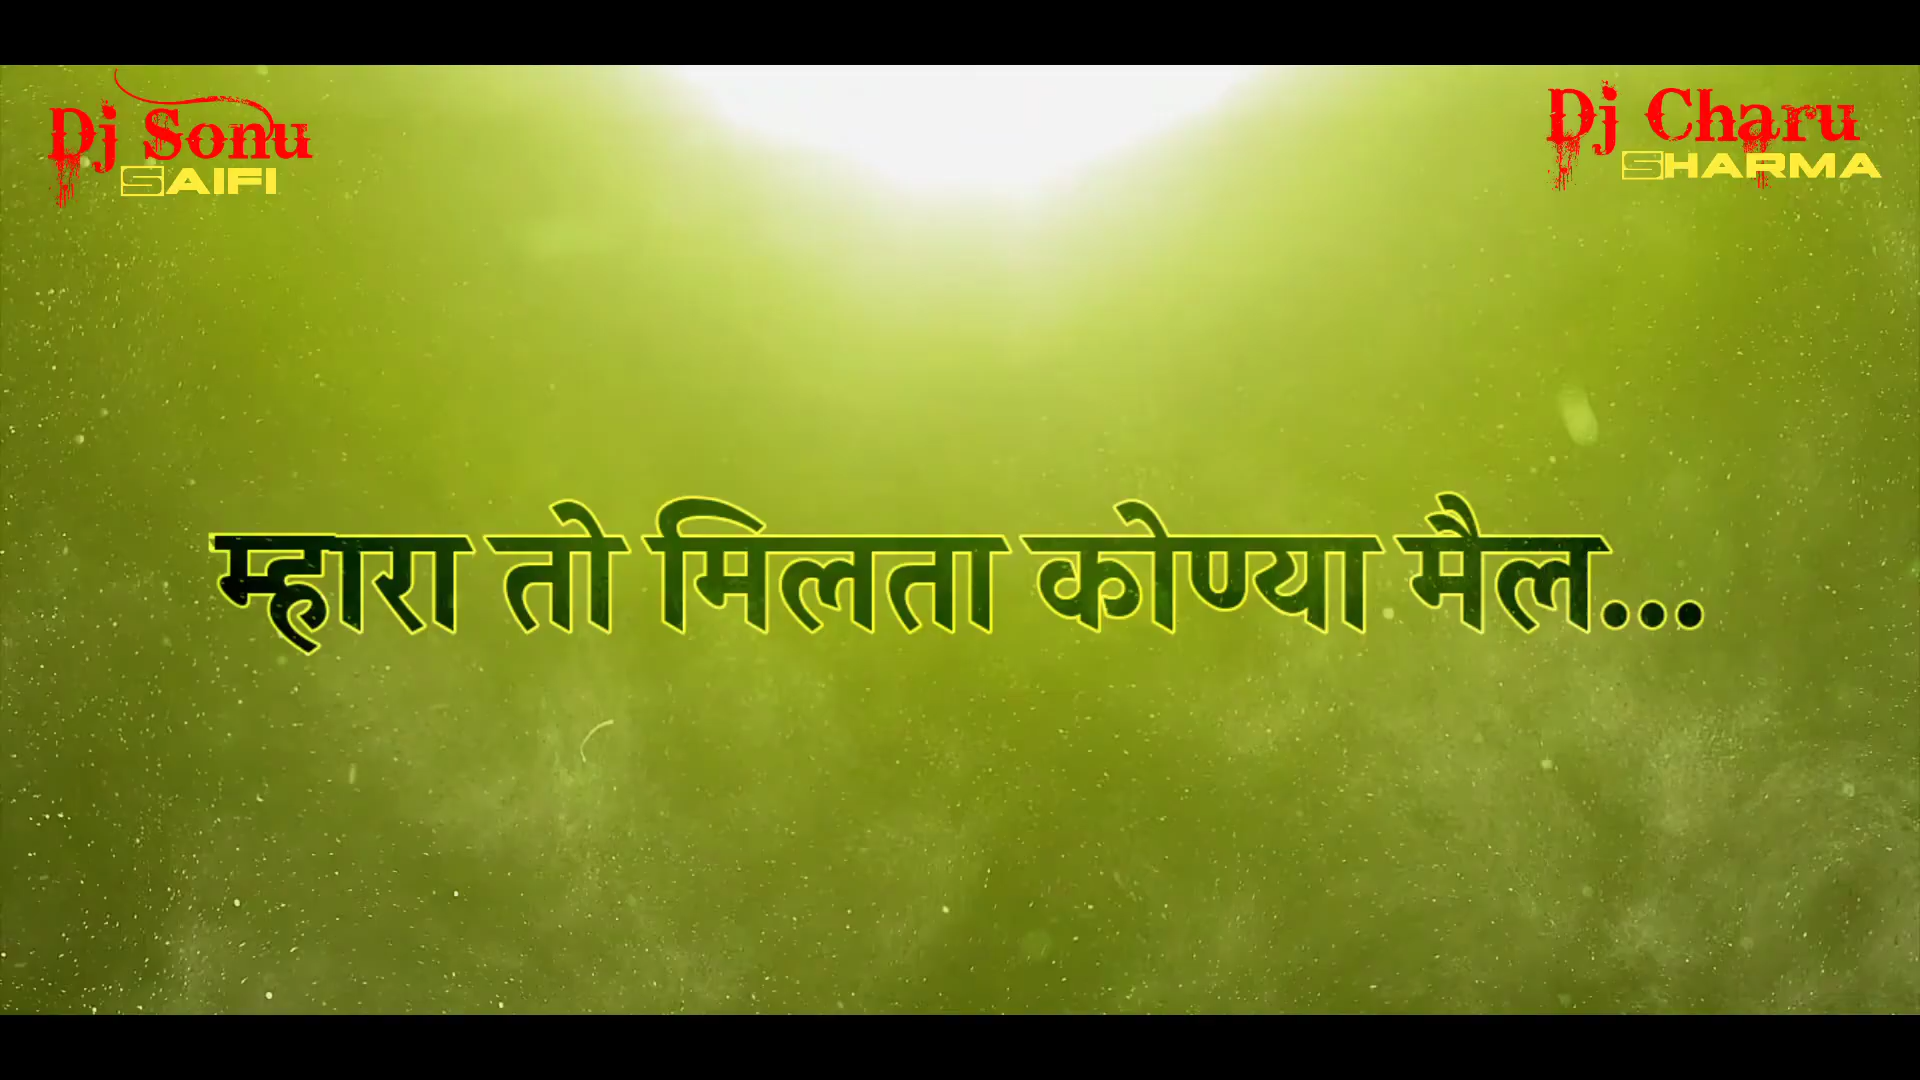 Dj Sonu
SAIFI
Dj Charu
SHARMA
म्हारा तो मिलता कोण्या मैल...